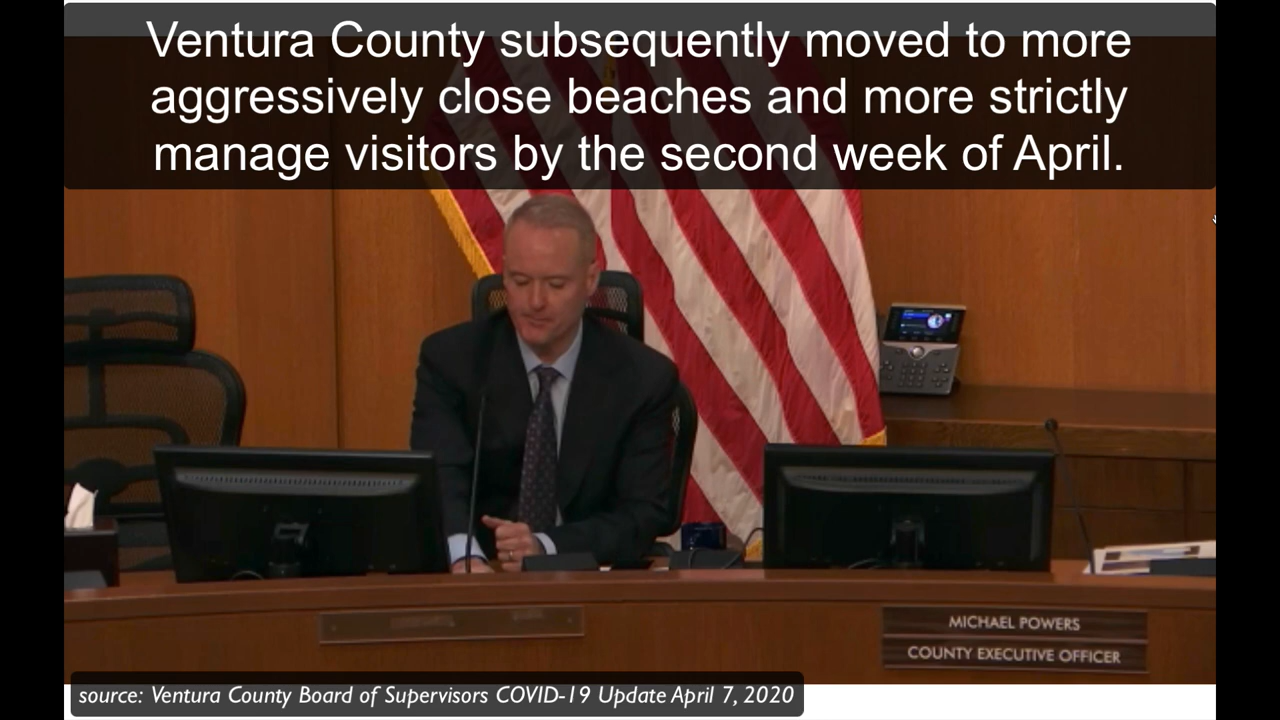 Ventura County subsequently moved to more
aggressively close beaches and more strictly
manage visitors by the second week of April.
MICHAEL POWERS
COUNTY EXECUTIVE OFFICER
source: Ventura County Board of Supervisors COVID-19 Update April 7, 2020